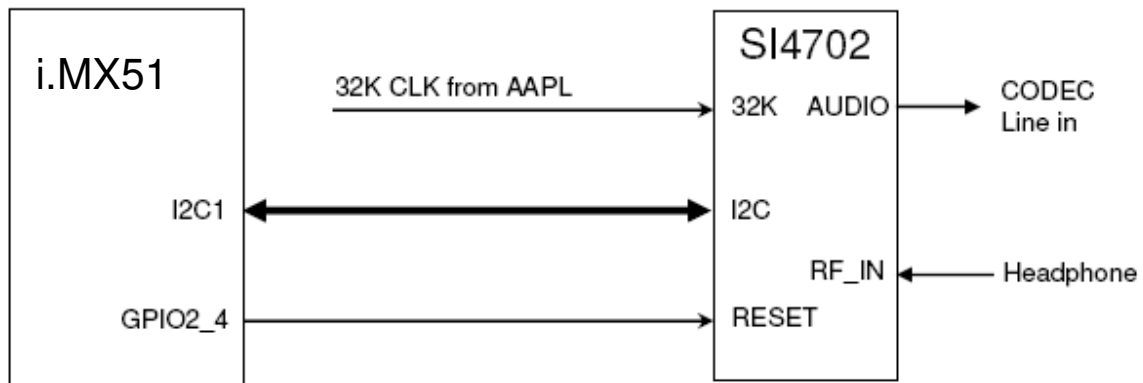 i.MX51
SI4702
32K CLK from AAPL
32K
AUDIO
CODEC
Line in
I2C1
I2C
RF_IN
Headphone
GPIO2_4
RESET